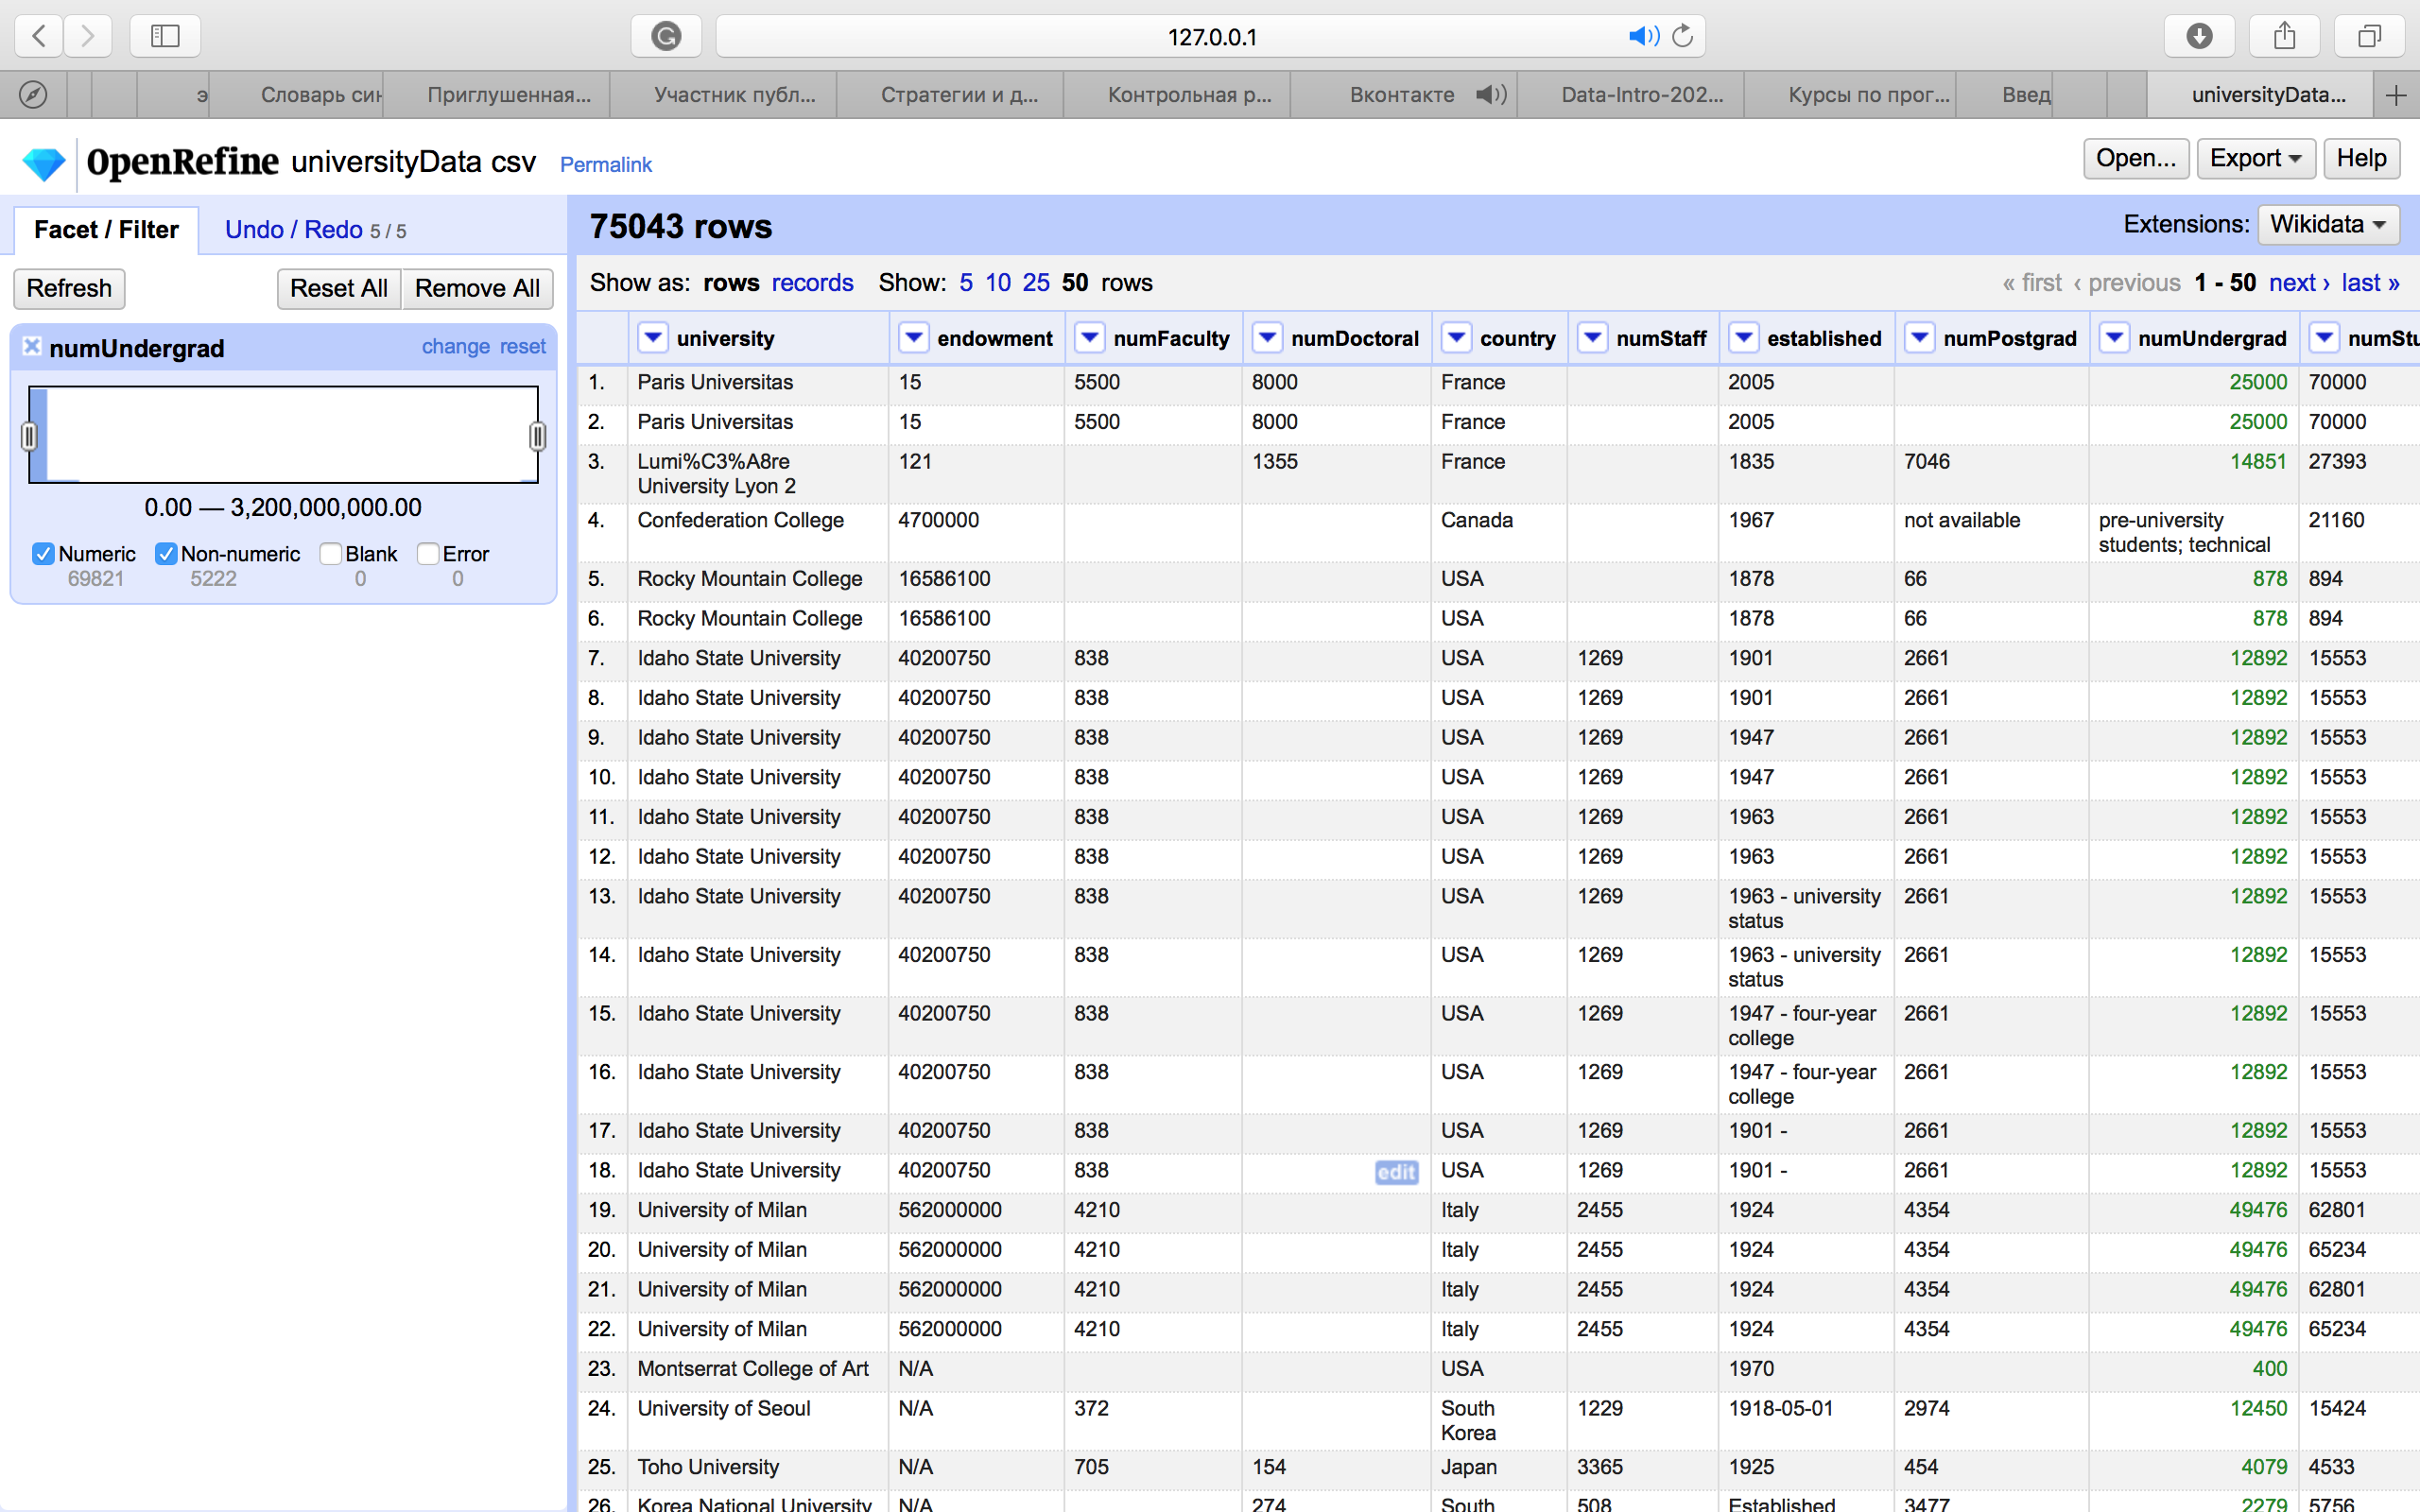 127.0.0.1
э Словарь син Приглушенная... Участник публ... Стратегии и д... Контрольная р... Вконтакте Data-Intro-202... Курсы по прог... Введ universityData...
OpenRefine universityData csv Permalink Open... Export Help
Facet / Filter Undo / Redo 5 / 5
75043 rows Extensions: Wikidata
Refresh Reset All Remove All
Show as: rows records Show: 5 10 25 50 rows « first ‹ previous 1 - 50 next › last »
numUndergrad change reset
0.00 — 3,200,000,000.00
Numeric Non-numeric Blank Error
69821 5222 0 0
university endowment numFaculty numDoctoral country numStaff established numPostgrad numUndergrad numStu
1. Paris Universitas 15 5500 8000 France 2005 25000 70000
2. Paris Universitas 15 5500 8000 France 2005 25000 70000
3. Lumi%C3%A8re 121 1355 France 1835 7046 14851 27393
University Lyon 2
4. Confederation College 4700000 Canada 1967 not available pre-university 21160
students; technical
5. Rocky Mountain College 16586100 USA 1878 66 878 894
6. Rocky Mountain College 16586100 USA 1878 66 878 894
7. Idaho State University 40200750 838 USA 1269 1901 2661 12892 15553
8. Idaho State University 40200750 838 USA 1269 1901 2661 12892 15553
9. Idaho State University 40200750 838 USA 1269 1947 2661 12892 15553
10. Idaho State University 40200750 838 USA 1269 1947 2661 12892 15553
11. Idaho State University 40200750 838 USA 1269 1963 2661 12892 15553
12. Idaho State University 40200750 838 USA 1269 1963 2661 12892 15553
13. Idaho State University 40200750 838 USA 1269 1963 - university 2661 12892 15553
status
14. Idaho State University 40200750 838 USA 1269 1963 - university 2661 12892 15553
status
15. Idaho State University 40200750 838 USA 1269 1947 - four-year 2661 12892 15553
college
16. Idaho State University 40200750 838 USA 1269 1947 - four-year 2661 12892 15553
college
17. Idaho State University 40200750 838 USA 1269 1901 - 2661 12892 15553
18. Idaho State University 40200750 838 edit USA 1269 1901 - 2661 12892 15553
19. University of Milan 562000000 4210 Italy 2455 1924 4354 49476 62801
20. University of Milan 562000000 4210 Italy 2455 1924 4354 49476 65234
21. University of Milan 562000000 4210 Italy 2455 1924 4354 49476 62801
22. University of Milan 562000000 4210 Italy 2455 1924 4354 49476 65234
23. Montserrat College of Art N/A USA 1970 400
24. University of Seoul N/A 372 South 1229 1918-05-01 2974 12450 15424
Korea
25. Toho University N/A 705 154 Japan 3365 1925 454 4079 4533
26. Korea National University N/A 274 South 508 Established 3477 2279 5756